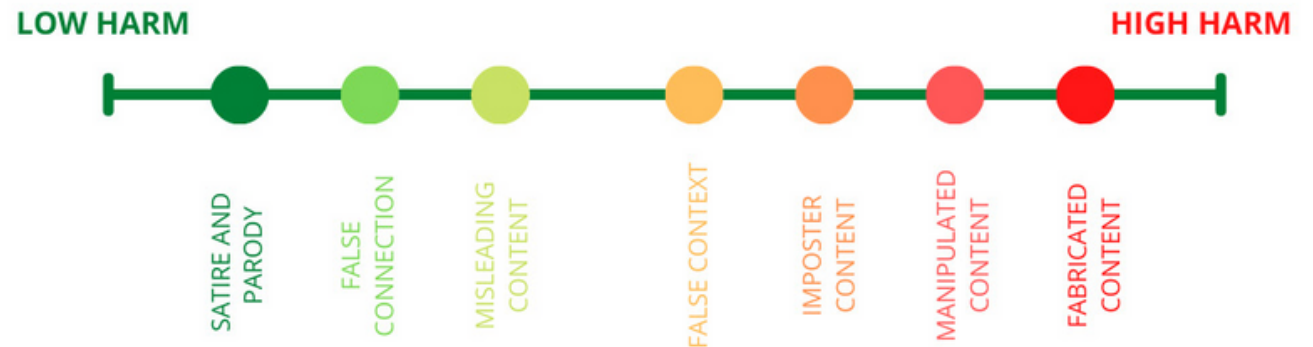 LOW HARM
HIGH HARM
SATIRE AND
PARODY
FALSE
CONNECTION
MISLEADING
CONTENT
FALSE CONTEXT
IMPOSTER
CONTENT
MANIPULATED
CONTENT
FABRICATED
CONTENT